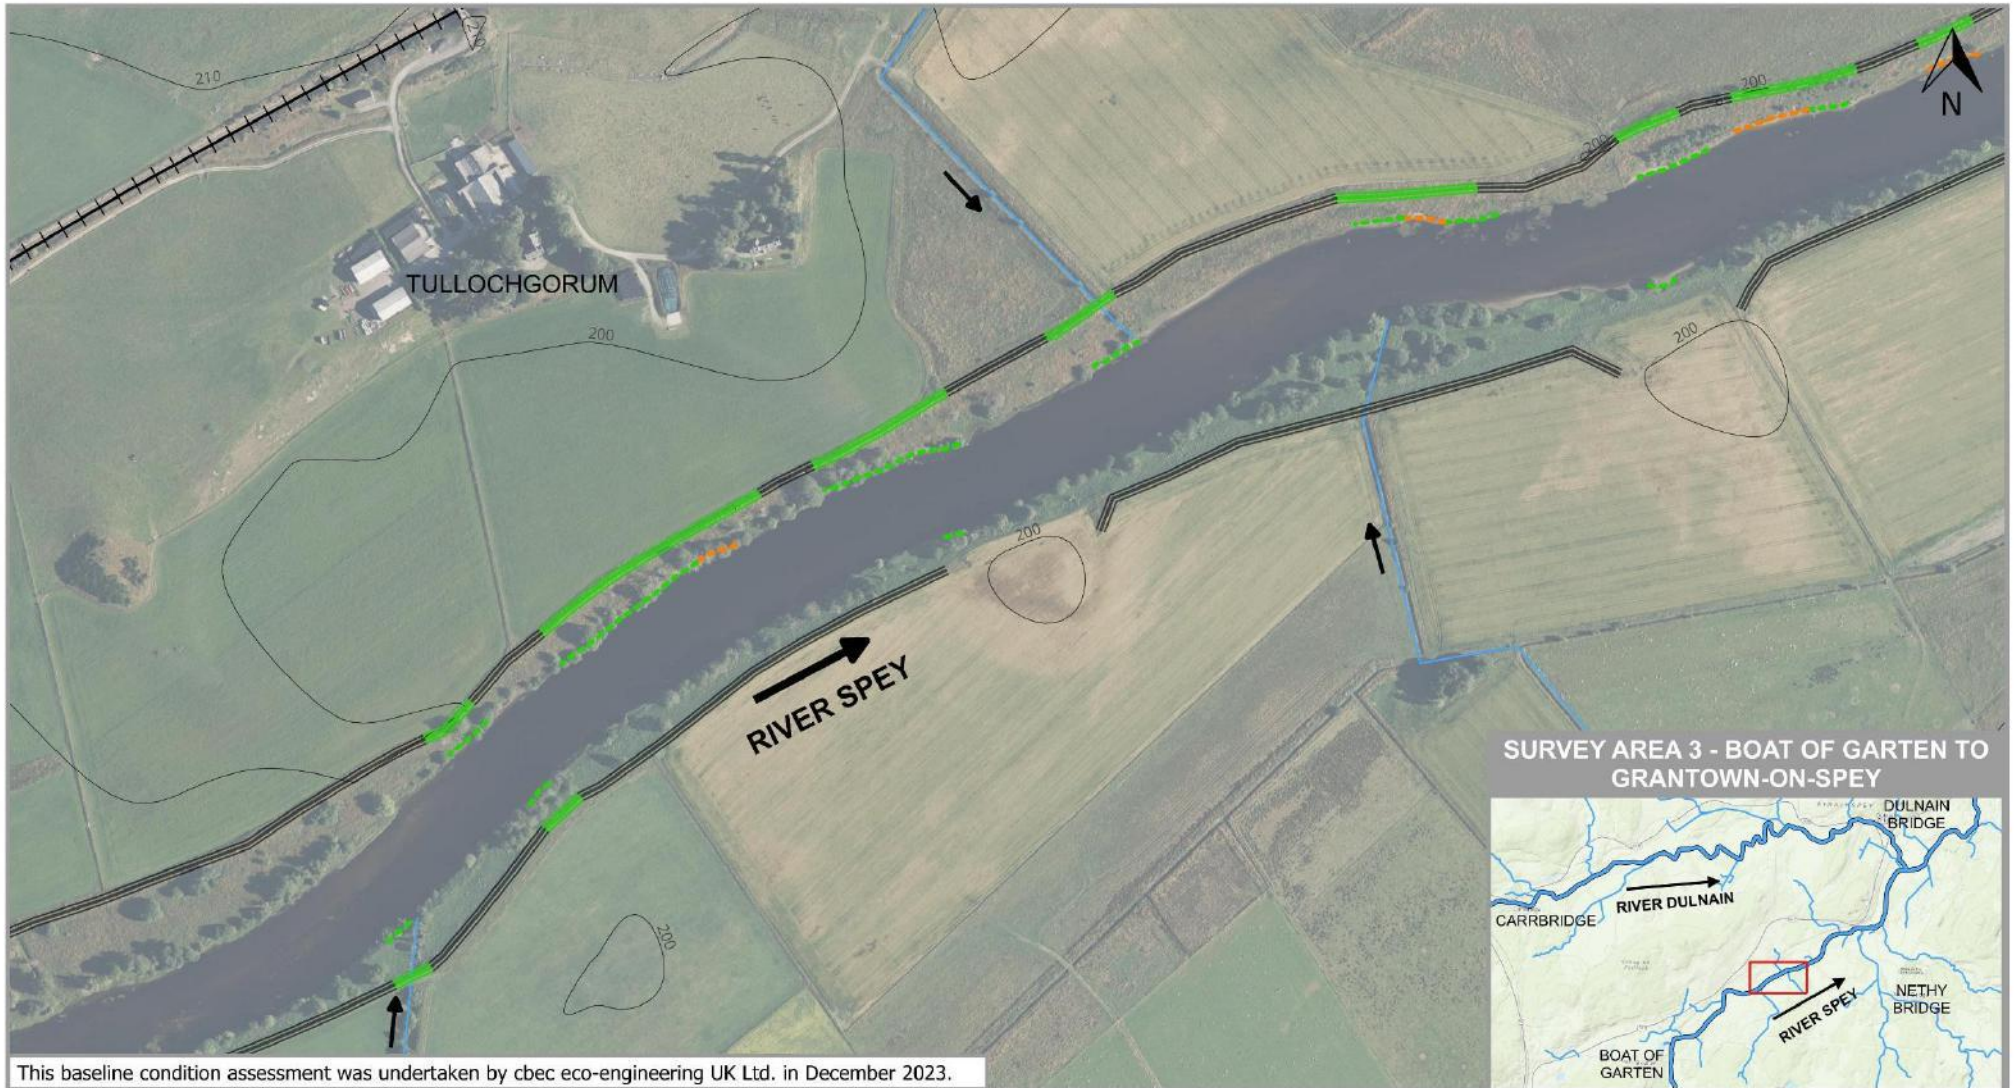 210
210
200
200
N
TULLOCHGORUM
200
200
200
RIVER SPEY
200
SURVEY AREA 3 - BOAT OF GARTEN TO
GRANTOWN-ON-SPEY
DULNAIN
BRIDGE
CARRBRIDGE
RIVER DULNAIN
NETHY
BRIDGE
RIVER SPEY
BOAT OF
GARTEN
This baseline condition assessment was undertaken by cbec eco-engineering UK Ltd. in December 2023.